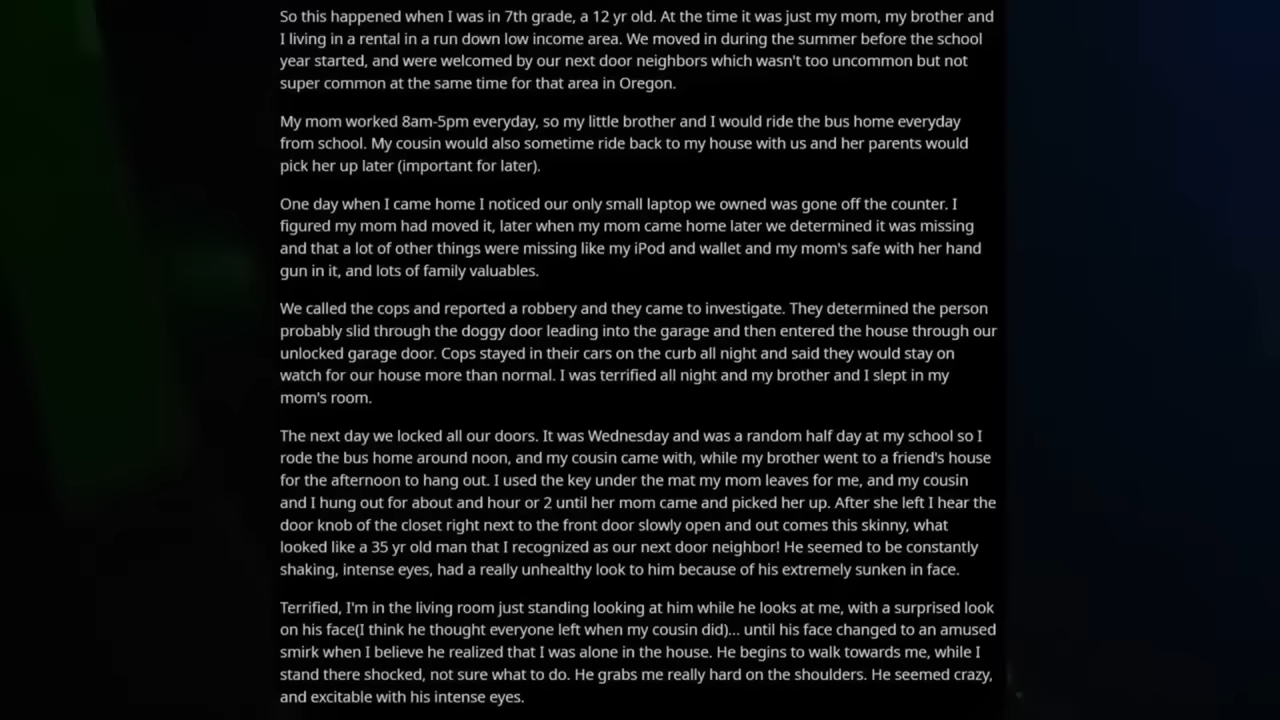 So this happened when I was in 7th grade, a 12 yr old. At the time it was just my mom, my brother and
I living in a rental in a run down low income area. We moved in during the summer before the school
year started, and were welcomed by our next door neighbors which wasn't too uncommon but not
super common at the same time for that area in Oregon.
My mom worked 8am-5pm everyday, so my little brother and I would ride the bus home everyday
from school. My cousin would also sometime ride back to my house with us and her parents would
pick her up later (important for later).
One day when I came home I noticed our only small laptop we owned was gone off the counter. I
figured my mom had moved it, later when my mom came home later we determined it was missing
and that a lot of other things were missing like my iPod and wallet and my mom's safe with her hand
gun in it, and lots of family valuables.
We called the cops and reported a robbery and they came to investigate. They determined the person
probably slid through the doggy door leading into the garage and then entered the house through our
unlocked garage door. Cops stayed in their cars on the curb all night and said they would stay on
watch for our house more than normal. I was terrified all night and my brother and I slept in my
mom's room.
The next day we locked all our doors. It was Wednesday and was a random half day at my school so I
rode the bus home around noon, and my cousin came with, while my brother went to a friend's house
for the afternoon to hang out. I used the key under the mat my mom leaves for me, and my cousin
and I hung out for about and hour or 2 until her mom came and picked her up. After she left I hear the
door knob of the closet right next to the front door slowly open and out comes this skinny, what
looked like a 35 yr old man that I recognized as our next door neighbor! He seemed to be constantly
shaking, intense eyes, had a really unhealthy look to him because of his extremely sunken in face.
Terrified, I'm in the living room just standing looking at him while he looks at me, with a surprised look
on his face(I think he thought everyone left when my cousin did)... until his face changed to an amused
smirk when I believe he realized that I was alone in the house. He begins to walk towards me, while I
stand there shocked, not sure what to do. He grabs me really hard on the shoulders. He seemed crazy,
and excitable with his intense eyes.